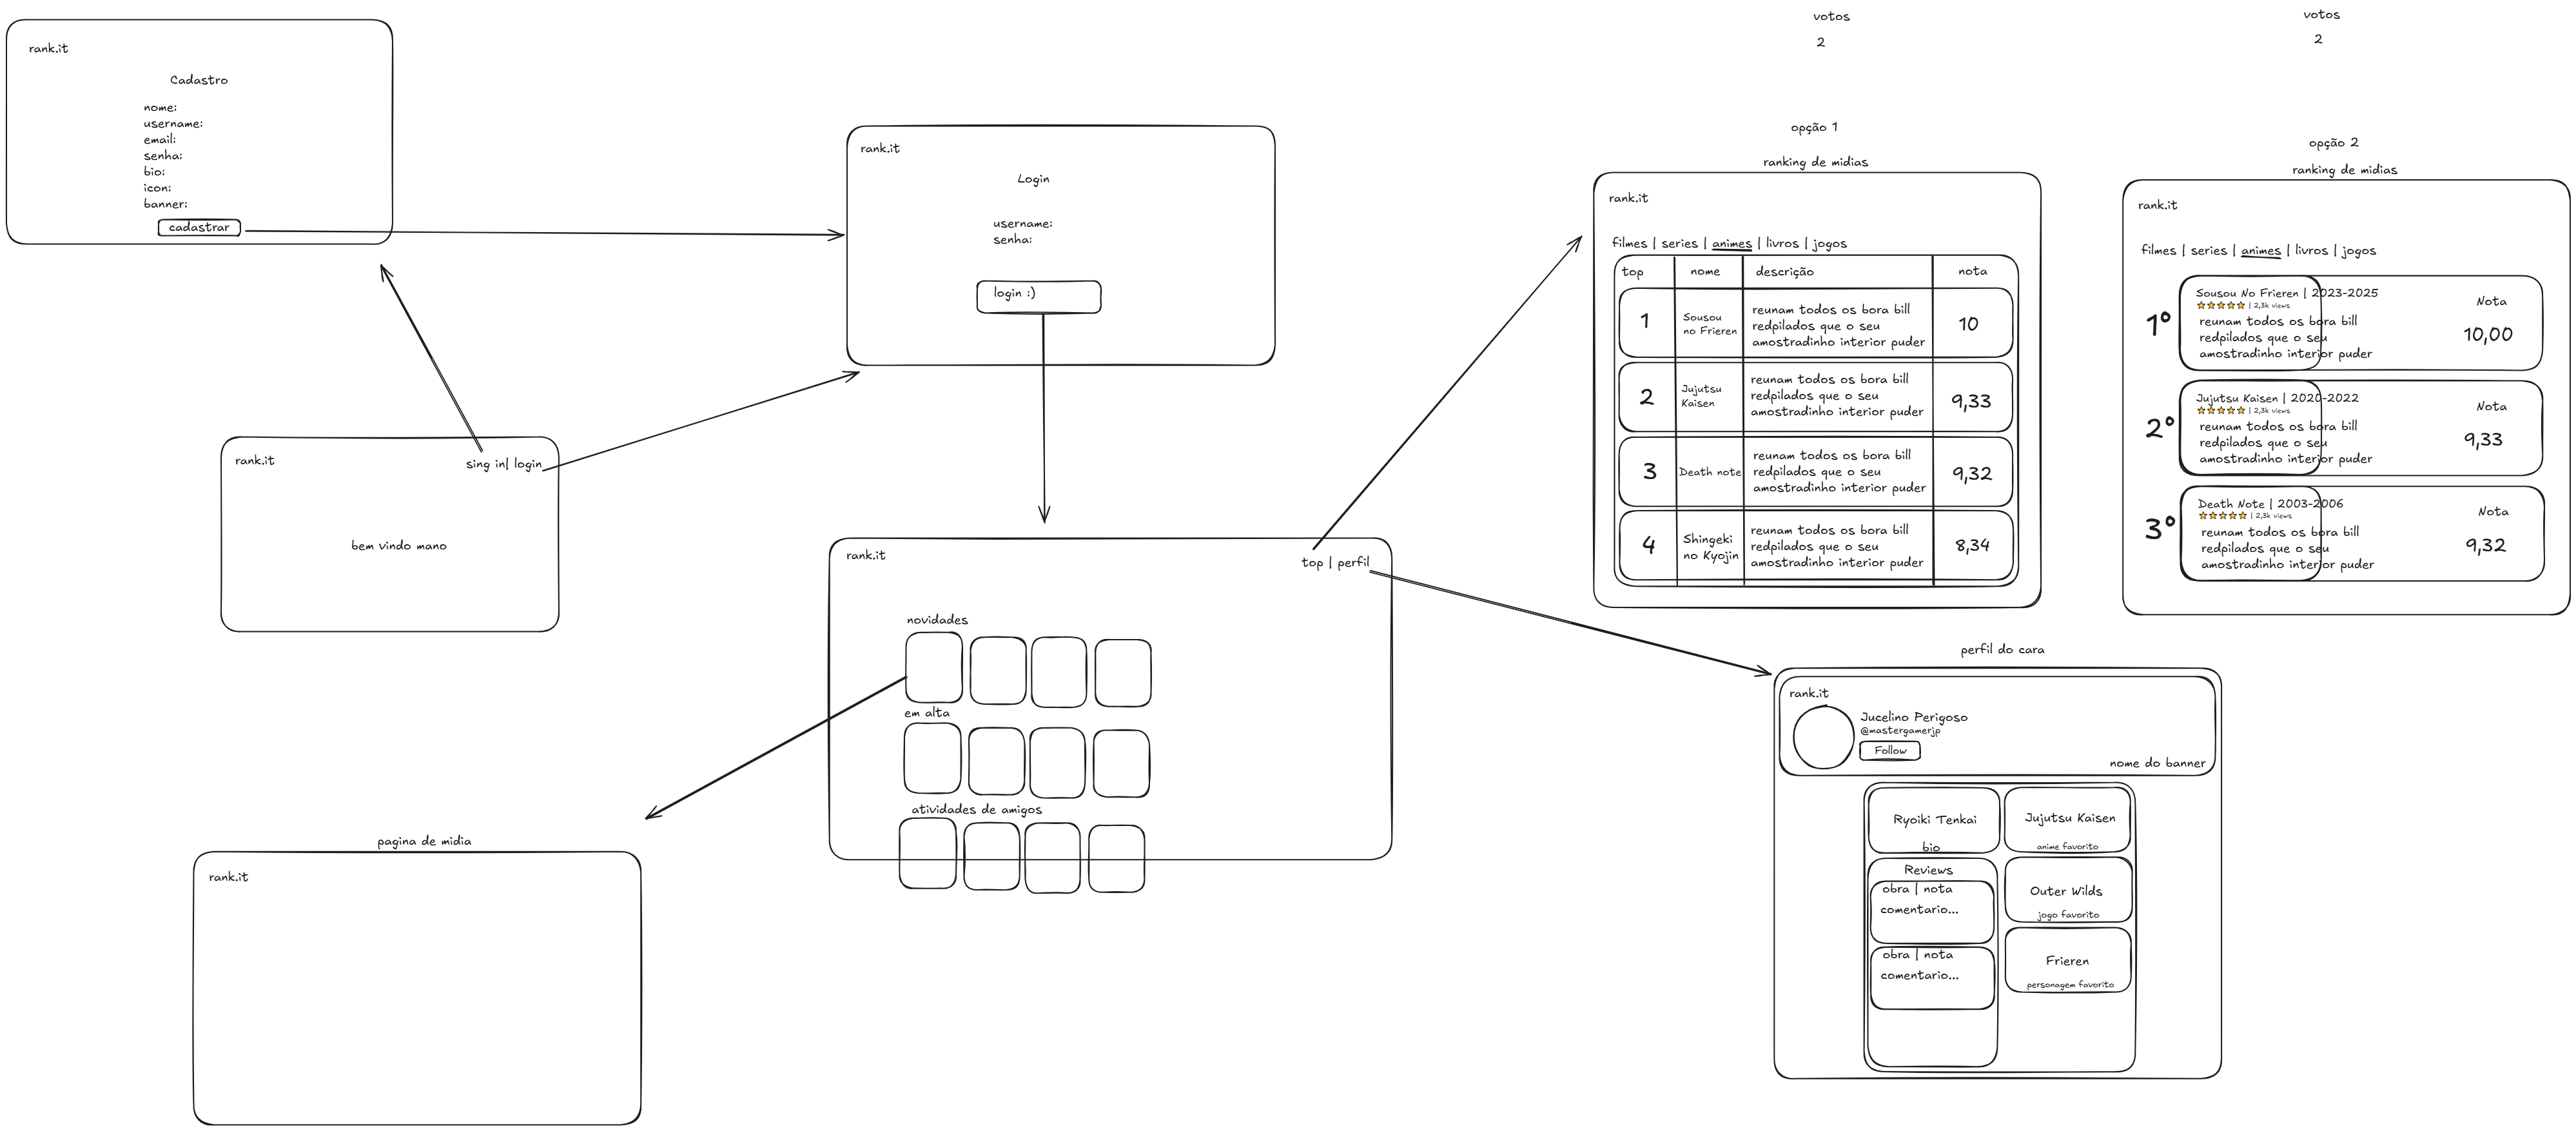 rank.it
Cadastro
nome:
username:
email:
senha:
bio:
icon:
banner:
cadastrar
rank.it
Login
username:
senha:
login :)
rank.it
sing in| login
bem vindo mano
rank.it
top | perfil
novidades
em alta
atividades de amigos
pagina de midia
rank.it
votos
2
opção 1
ranking de midias
rank.it
filmes | series | animes | livros | jogos
top
nome
descrição
nota
1
Sousou
no Frieren
reunam todos os bora bill
redpilados que o seu
amostradinho interior puder
10
2
Jujutsu
Kaisen
reunam todos os bora bill
redpilados que o seu
amostradinho interior puder
9,33
3
Death note
reunam todos os bora bill
redpilados que o seu
amostradinho interior puder
9,32
4
Shingeki
no Kyojin
reunam todos os bora bill
redpilados que o seu
amostradinho interior puder
8,34
votos
2
opção 2
ranking de midias
rank.it
filmes | series | animes | livros | jogos
1º
Sousou No Frieren | 2023-2025
⭐⭐⭐⭐⭐ | 2,3k views
reunam todos os bora bill
redpilados que o seu
amostradinho interior puder
Nota
10,00
2º
Jujutsu Kaisen | 2020-2022
⭐⭐⭐⭐⭐ | 2,3k views
reunam todos os bora bill
redpilados que o seu
amostradinho interior puder
Nota
9,33
3º
Death Note | 2003-2006
⭐⭐⭐⭐⭐ | 2,3k views
reunam todos os bora bill
redpilados que o seu
amostradinho interior puder
Nota
9,32
perfil do cara
rank.it
Jucelino Perigoso
@mastergamerjp
Follow
nome do banner
Ryoiki Tenkai
bio
Reviews
obra | nota
comentario...
obra | nota
comentario...
Jujutsu Kaisen
anime favorito
Outer Wilds
jogo favorito
Frieren
personagem favorito